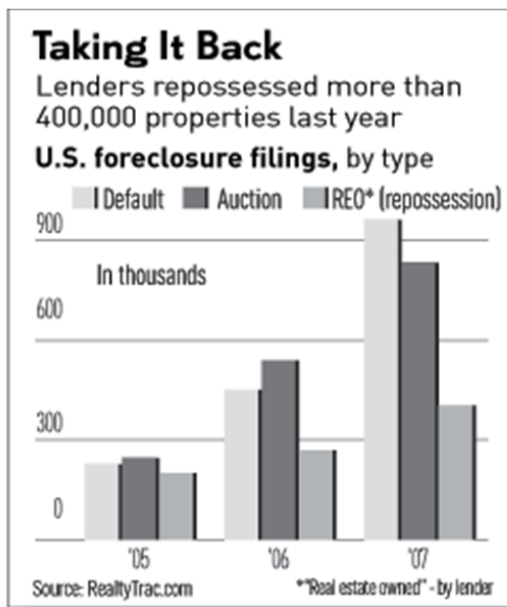 Taking It Back
Lenders repossessed more than
400,000 properties last year
U.S. foreclosure filings, by type
Default Auction REO* (repossession)
900
In thousands
600
300
0
'05 '06 '07
Source: RealtyTrac.com *"Real estate owned" - by lender